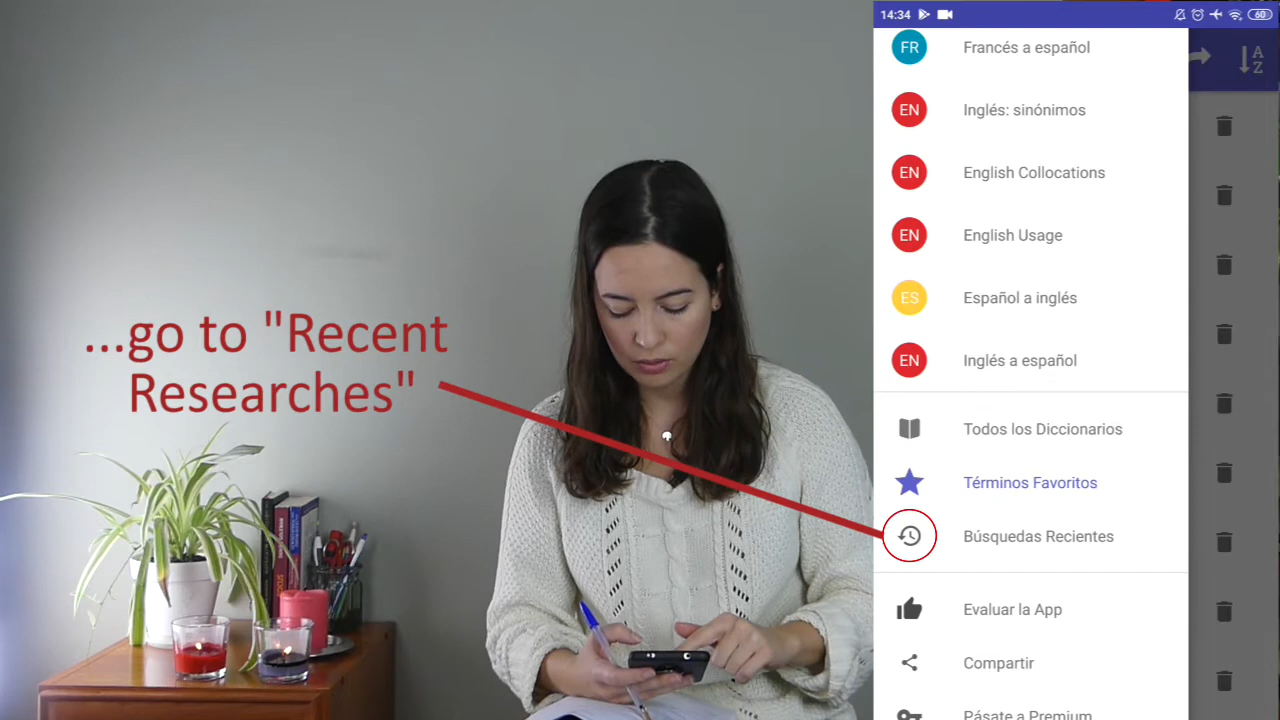 ...go to "Recent
Researches"
14:34
60
FR Francés a español
EN Inglés: sinónimos
EN English Collocations
EN English Usage
ES Español a inglés
EN Inglés a español
Todos los Diccionarios
Términos Favoritos
Búsquedas Recientes
Evaluar la App
Compartir
Pásate a Premium
A
Z